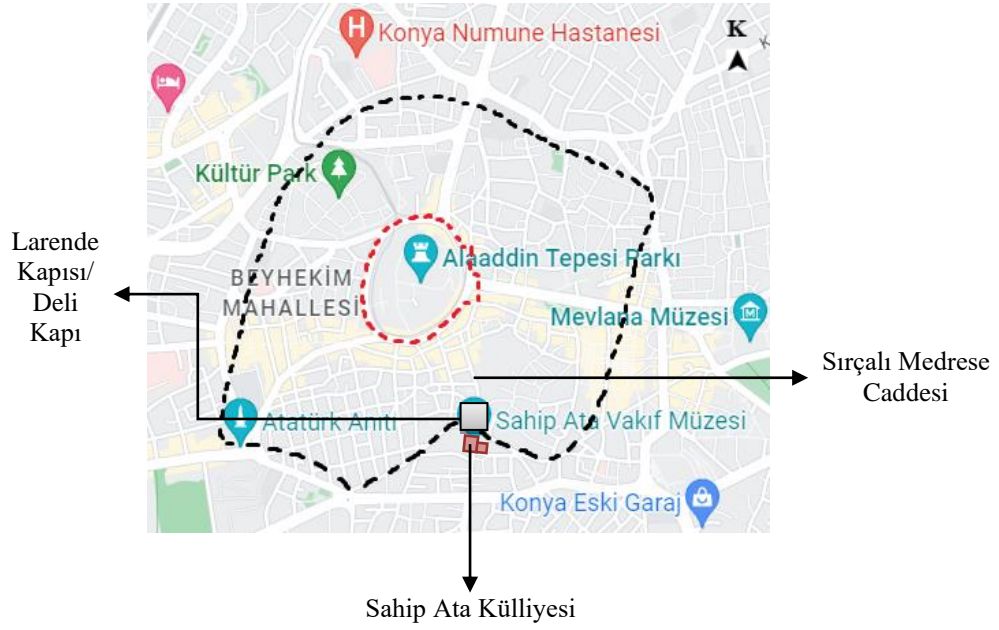 Konya Numune Hastanesi
H
K
K
Kültür Park
Larende
Kapısı/
Deli
Kapı
Alaaddin Tepesi Parkı
BEYHEKİM
MAHALLESİ
Mevlana Müzesi
M
Sırçalı Medrese
Caddesi
Atatürk Anıtı
Sahip Ata Vakıf Müzesi
Konya Eski Garaj
Sahip Ata Külliyesi